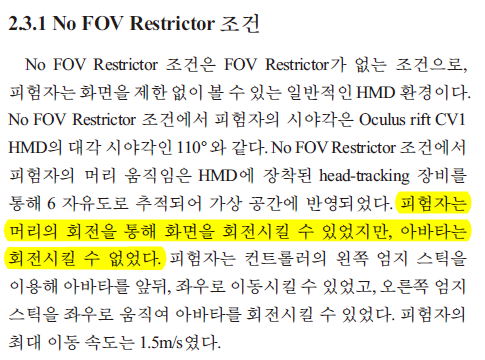 2.3.1 No FOV Restrictor 조건
No FOV Restrictor 조건은 FOV Restrictor가 없는 조건으로,
피험자는 화면을 제한 없이 볼 수 있는 일반적인 HMD 환경이다.
No FOV Restrictor 조건에서 피험자의 시야각은 Oculus rift CV1
HMD의 대각 시야각인 110°와 같다. No FOV Restrictor 조건에서
피험자의 머리 움직임은 HMD에 장착된 head-tracking 장비를
통해 6 자유도로 추적되어 가상 공간에 반영되었다. 피험자는
머리의 회전을 통해 화면을 회전시킬 수 있었지만, 아바타는
회전시킬 수 없었다. 피험자는 컨트롤러의 왼쪽 엄지 스틱을
이용해 아바타를 앞뒤, 좌우로 이동시킬 수 있었고, 오른쪽 엄지
스틱을 좌우로 움직여 아바타를 회전시킬 수 있었다. 피험자의
최대 이동 속도는 1.5m/s였다.